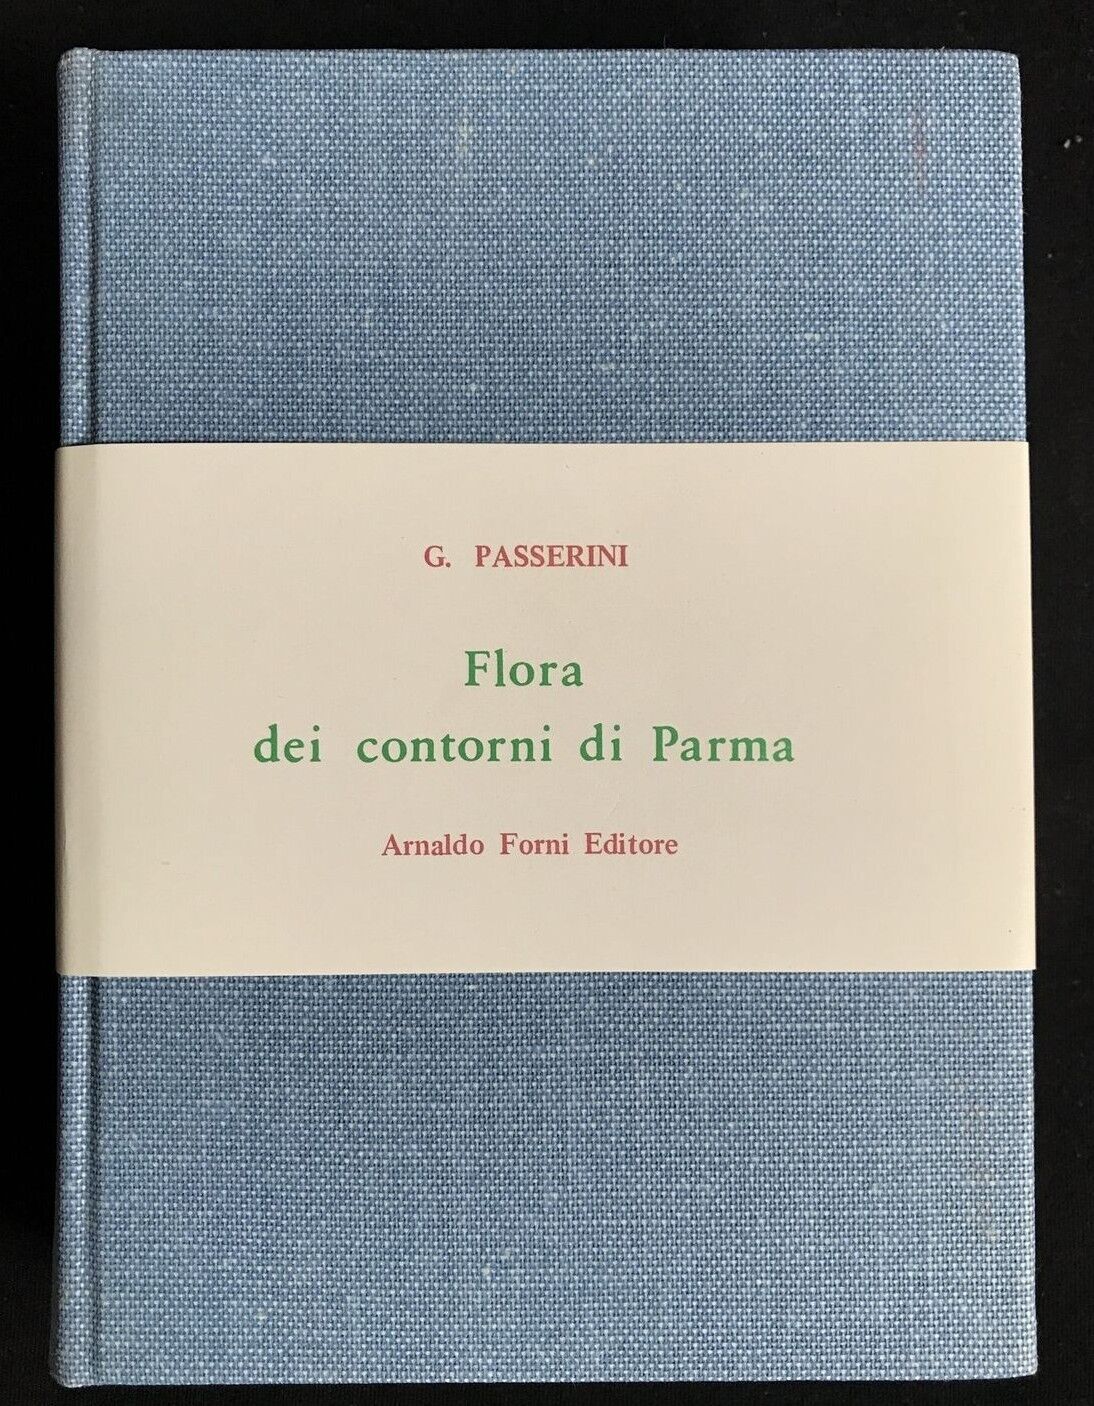 G. PASSERINI
Flora
dei contorni di Parma
Arnaldo Forni Editore